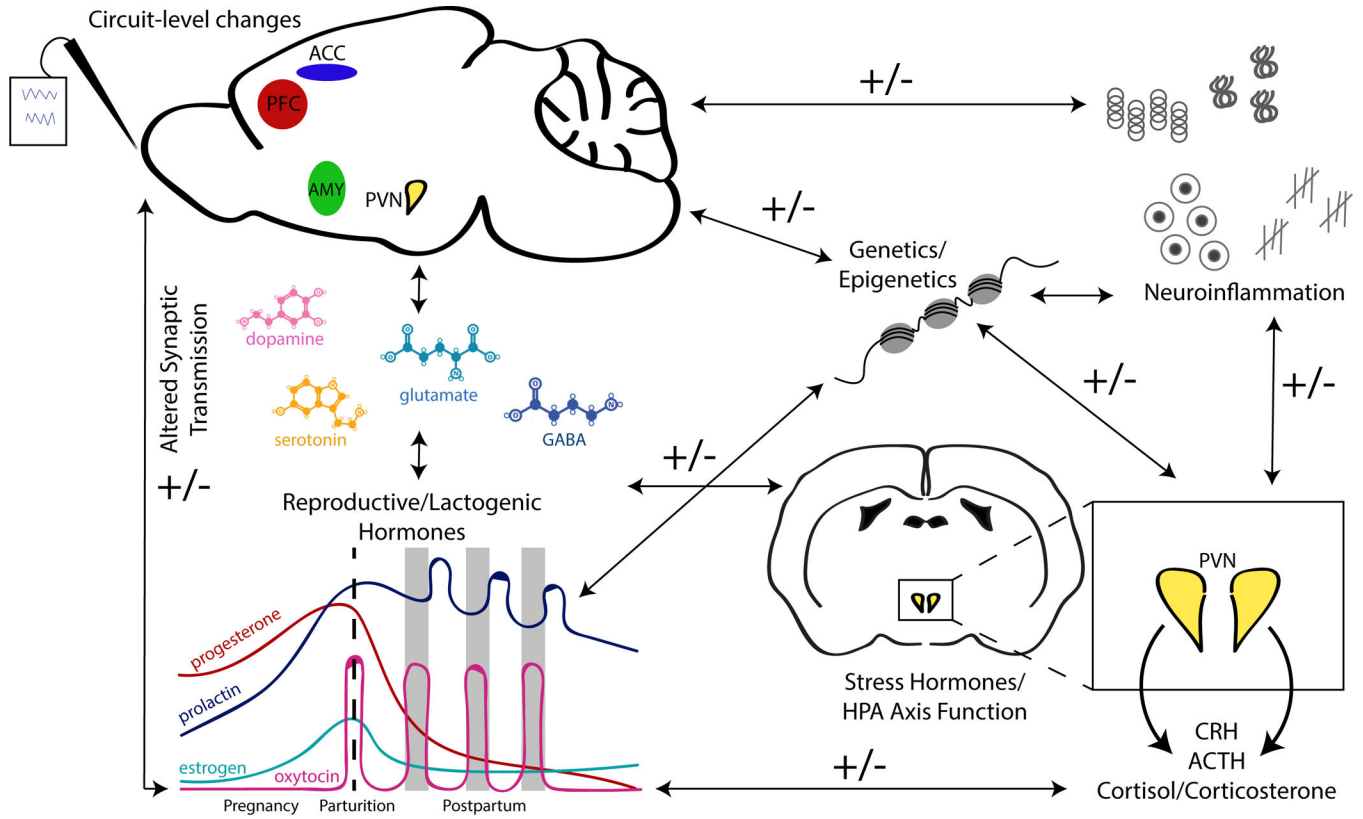 Circuit-level changes
ACC
PFC
AMY
PVN
+/-
+/-
Genetics/
Epigenetics
Neuroinflammation
Altered Synaptic
Transmission
+/-
dopamine
glutamate
serotonin
GABA
+/-
+/-
+/-
Reproductive/Lactogenic
Hormones
progesterone
prolactin
estrogen
oxytocin
Pregnancy
Parturition
Postpartum
Stress Hormones/
HPA Axis Function
+/-
PVN
CRH
ACTH
Cortisol/Corticosterone